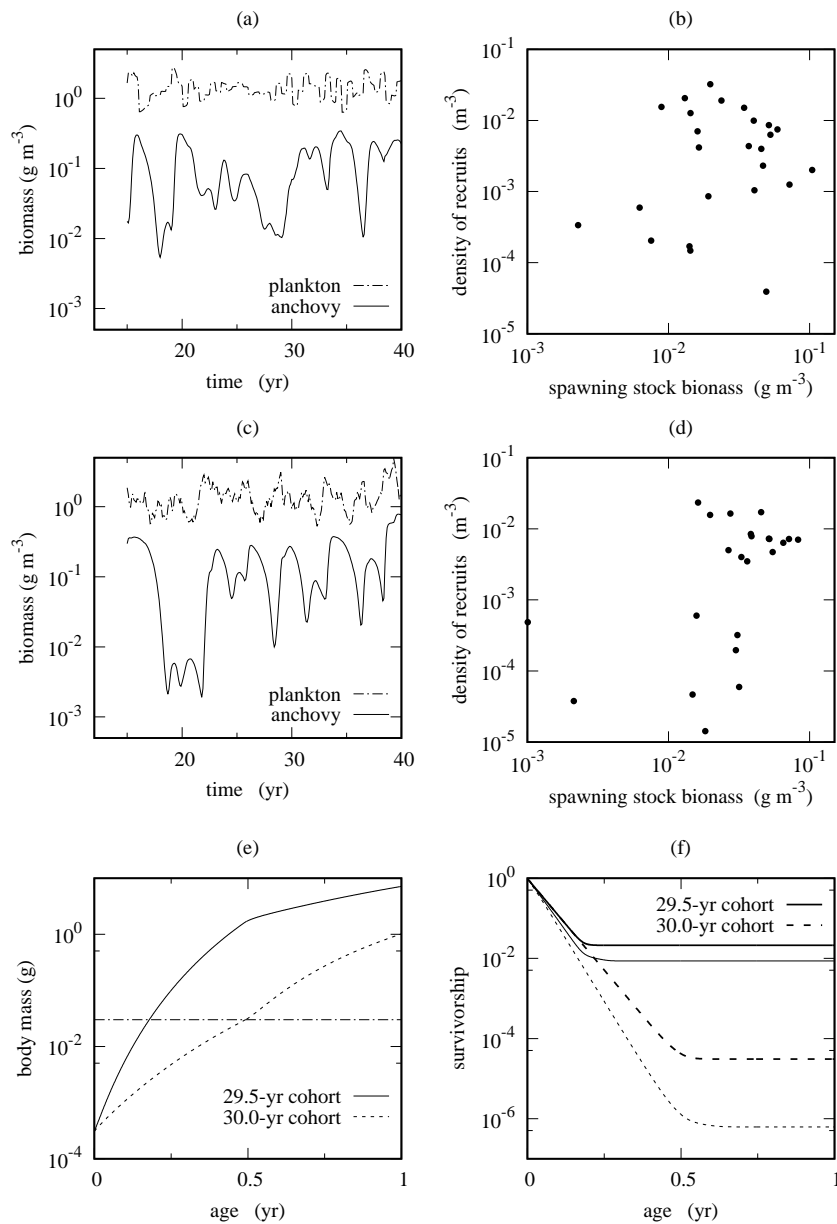 (a)
biomass (g m-3)
10^0
10^-1
10^-2
10^-3
plankton
anchovy
20
30
40
time (yr)
(b)
density of recruits (m-3)
10^-1
10^-2
10^-3
10^-4
10^-5
10^-3
10^-2
10^-1
spawning stock bionass (g m-3)
(c)
biomass (g m-3)
10^0
10^-1
10^-2
10^-3
plankton
anchovy
20
30
40
time (yr)
(d)
density of recruits (m-3)
10^-1
10^-2
10^-3
10^-4
10^-5
10^-3
10^-2
10^-1
spawning stock bionass (g m-3)
(e)
body mass (g)
10^0
10^-2
10^-4
29.5-yr cohort
30.0-yr cohort
0
0.5
1
age (yr)
(f)
survivorship
10^0
10^-2
10^-4
10^-6
29.5-yr cohort
30.0-yr cohort
0
0.5
1
age (yr)